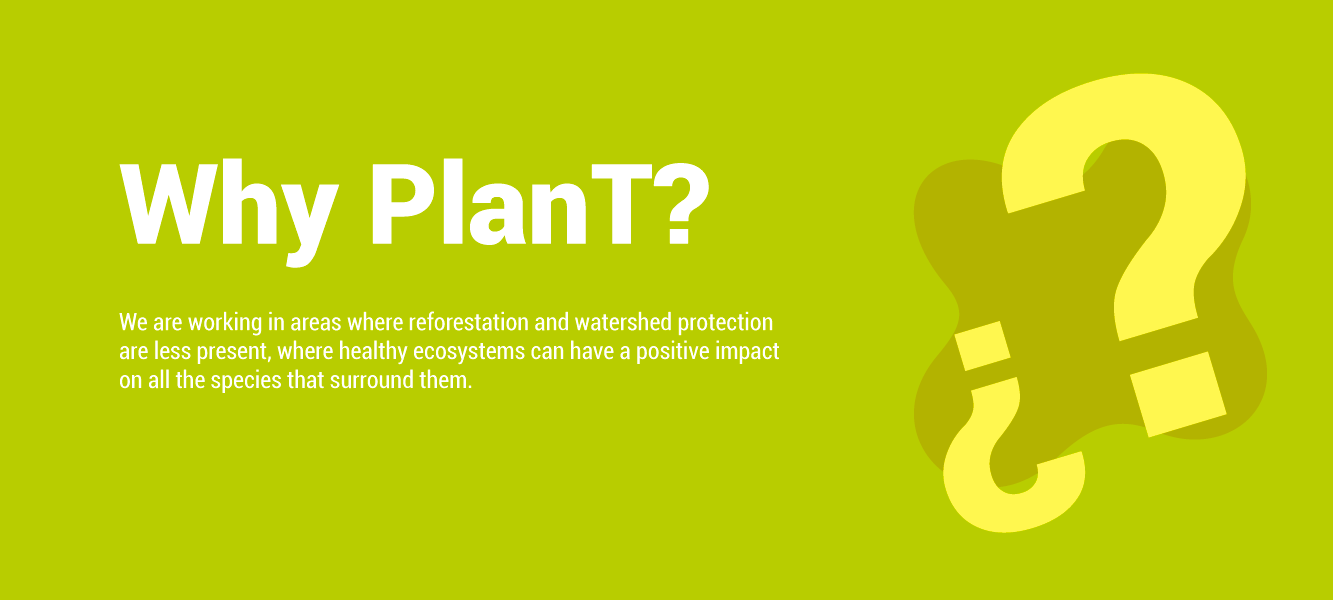 Why PlanT?
We are working in areas where reforestation and watershed protection
are less present, where healthy ecosystems can have a positive impact
on all the species that surround them.
?
¿